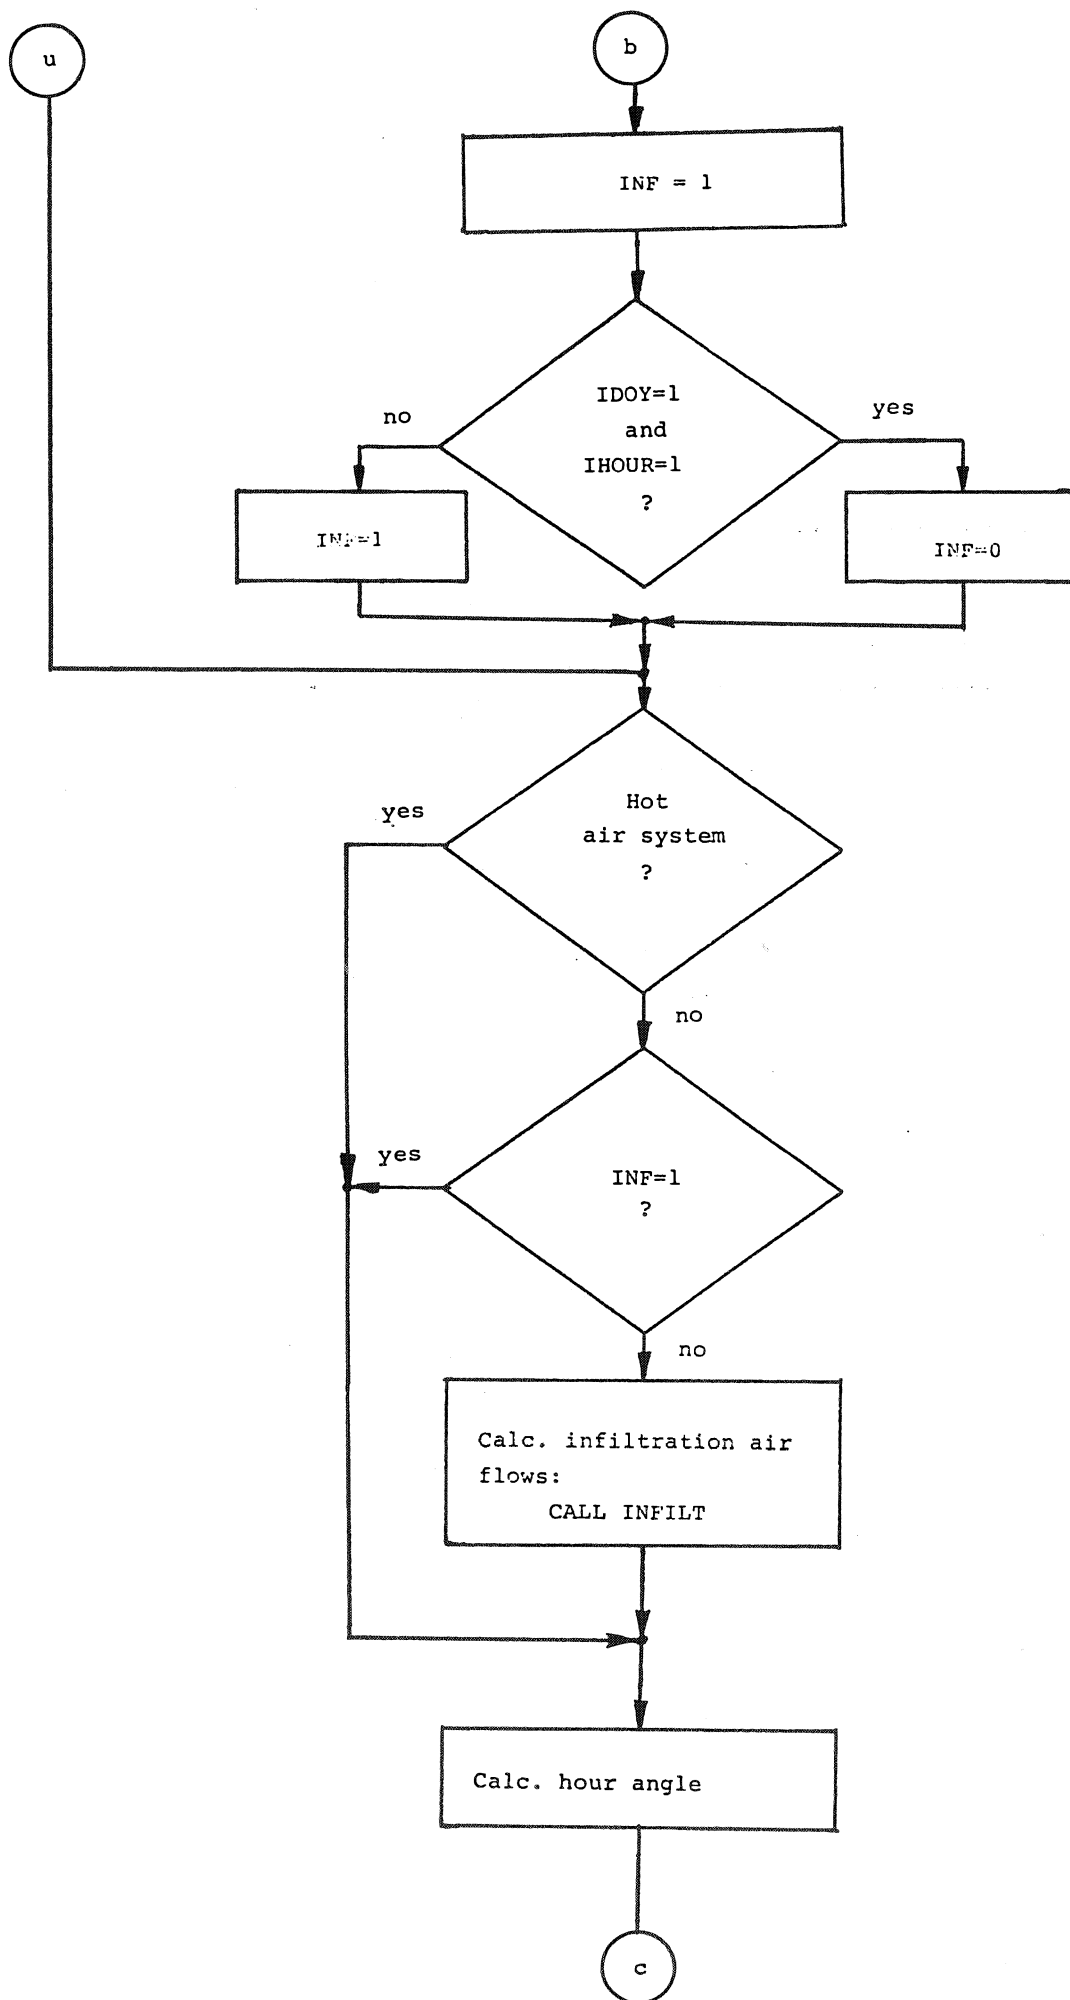 u
b
INF = 1
IDOY=1
and
IHOUR=1
?
no
yes
INF=1
INF=0
Hot
air system
?
yes
no
INF=1
?
yes
no
Calc. infiltration air
flows:
CALL INFILT
Calc. hour angle
c